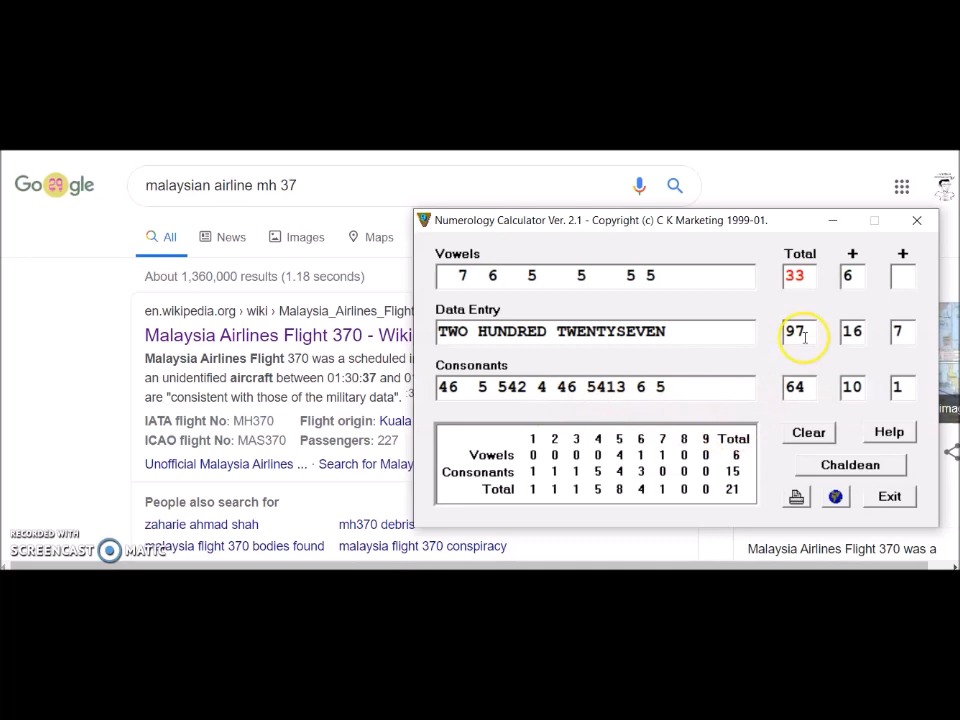 Google
malaysian airline mh 37
All News Images Maps
About 1,360,000 results (1.18 seconds)
en.wikipedia.org › wiki › Malaysia_Airlines_Flight
Malaysia Airlines Flight 370 - Wiki
Malaysia Airlines Flight 370 was a scheduled
an unidentified aircraft between 01:30:37 and 0
are "consistent with those of the military data".
IATA flight No: MH370 Flight origin: Kuala
ICAO flight No: MAS370 Passengers: 227
Unofficial Malaysia Airlines ... · Search for Malay
People also search for
zaharie ahmad shah mh370 debris
malaysia flight 370 bodies found malaysia flight 370 conspiracy
Numerology Calculator Ver. 2.1 - Copyright (c) C K Marketing 1999-01.
Vowels Total + +
7 6 5 5 5 5 33 6
Data Entry
TWO HUNDRED TWENTYSEVEN 97 16 7
Consonants
46 5 542 4 46 5413 6 5 64 10 1
1 2 3 4 5 6 7 8 9 Total
Vowels 0 0 0 0 4 1 1 0 0 6
Consonants 1 1 1 5 4 3 0 0 0 15
Total 1 1 1 5 8 4 1 0 0 21
Clear Help
Chaldean
Exit
imag
Malaysia Airlines Flight 370 was a
RECORDED WITH
SCREENCAST MATIC